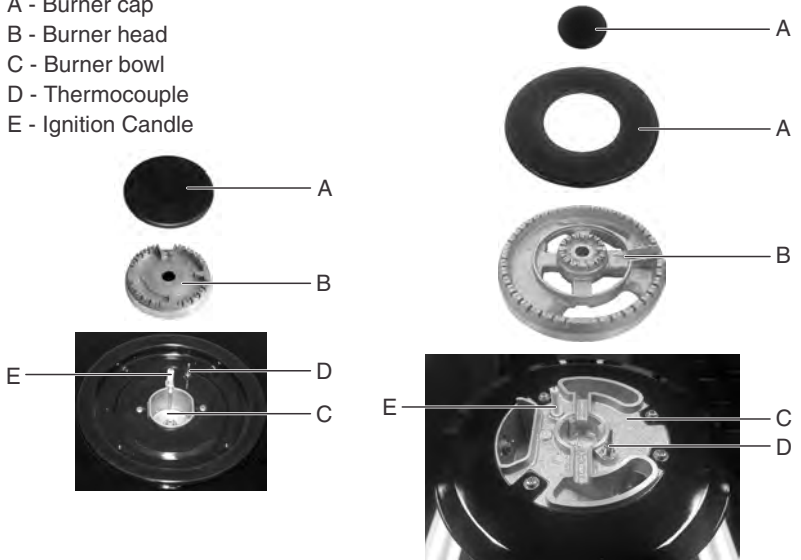 A - Burner cap
B - Burner head
C - Burner bowl
D - Thermocouple
E - Ignition Candle
A
B
E
D
C
A
A
B
E
C
D